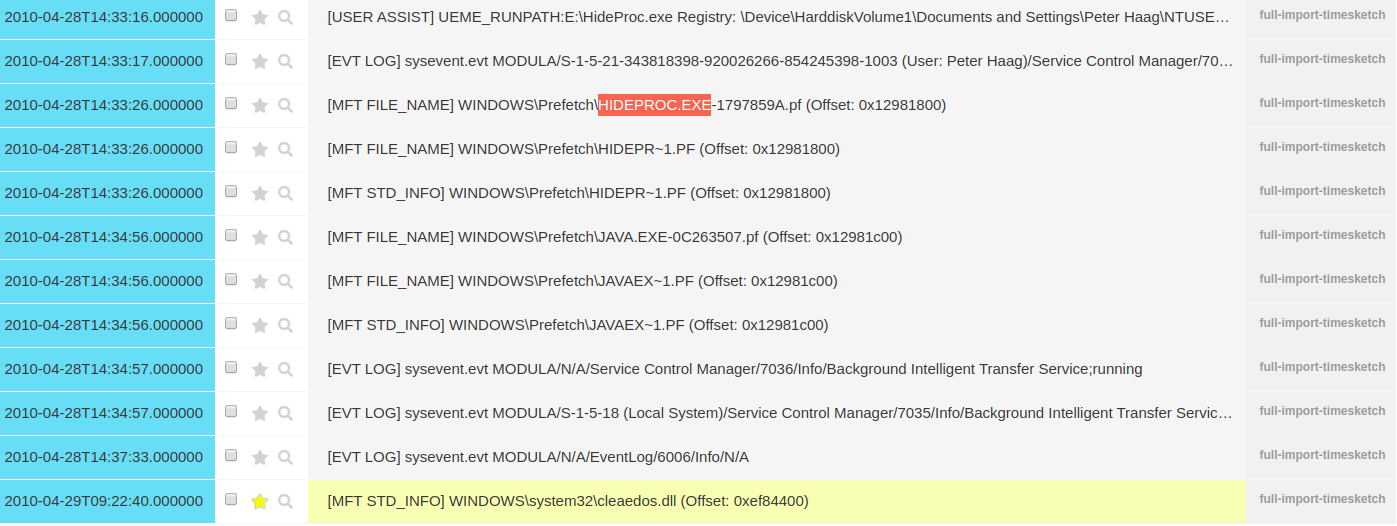 2010-04-28T14:33:16.000000 [USER ASSIST] UEME_RUNPATH:E:\HideProc.exe Registry: \Device\HarddiskVolume1\Documents and Settings\Peter Haag\NTUSE… full-import-timesketch
2010-04-28T14:33:17.000000 [EVT LOG] sysevent.evt MODULA/S-1-5-21-343818398-920026266-854245398-1003 (User: Peter Haag)/Service Control Manager/70… full-import-timesketch
2010-04-28T14:33:26.000000 [MFT FILE_NAME] WINDOWS\Prefetch\HIDEPROC.EXE-1797859A.pf (Offset: 0x12981800) full-import-timesketch
2010-04-28T14:33:26.000000 [MFT FILE_NAME] WINDOWS\Prefetch\HIDEPR~1.PF (Offset: 0x12981800) full-import-timesketch
2010-04-28T14:33:26.000000 [MFT STD_INFO] WINDOWS\Prefetch\HIDEPR~1.PF (Offset: 0x12981800) full-import-timesketch
2010-04-28T14:34:56.000000 [MFT FILE_NAME] WINDOWS\Prefetch\JAVA.EXE-0C263507.pf (Offset: 0x12981c00) full-import-timesketch
2010-04-28T14:34:56.000000 [MFT FILE_NAME] WINDOWS\Prefetch\JAVAEX~1.PF (Offset: 0x12981c00) full-import-timesketch
2010-04-28T14:34:56.000000 [MFT STD_INFO] WINDOWS\Prefetch\JAVAEX~1.PF (Offset: 0x12981c00) full-import-timesketch
2010-04-28T14:34:57.000000 [EVT LOG] sysevent.evt MODULA/N/A/Service Control Manager/7036/Info/Background Intelligent Transfer Service;running full-import-timesketch
2010-04-28T14:34:57.000000 [EVT LOG] sysevent.evt MODULA/S-1-5-18 (Local System)/Service Control Manager/7035/Info/Background Intelligent Transfer Servic… full-import-timesketch
2010-04-28T14:37:33.000000 [EVT LOG] sysevent.evt MODULA/N/A/EventLog/6006/Info/N/A full-import-timesketch
2010-04-29T09:22:40.000000 [MFT STD_INFO] WINDOWS\system32\cleaedos.dll (Offset: 0xef84400) full-import-timesketch